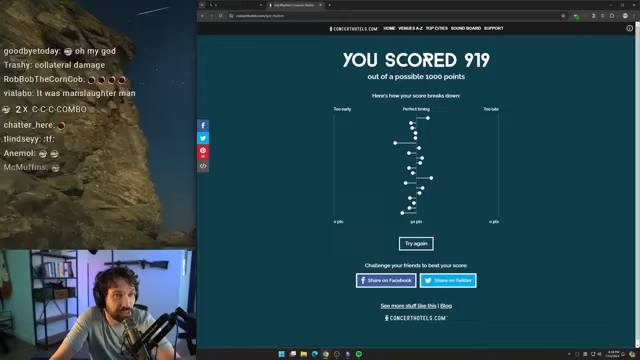 goodbyetoday: oh my god
Trashy: collateral damage
RobBobTheCornCob:
vialabo: It was manslaughter man
2 X C-C-C-COMBO
chatter_here:
tlindseyy: :tf:
Anemol:
McMuffins:
CONCERTHOTELS.COM HOME VENUES A-Z TOP CITIES SOUND BOARD SUPPORT
YOU SCORED 919
out of a possible 1000 points
Here's how your score breaks down:
Too early Perfect timing Too late
0 pts 50 pts 0 pts
Try again
Challenge your friends to beat your score:
Share on Facebook Share on Twitter
See more stuff like this | Blog
CONCERTHOTELS.COM